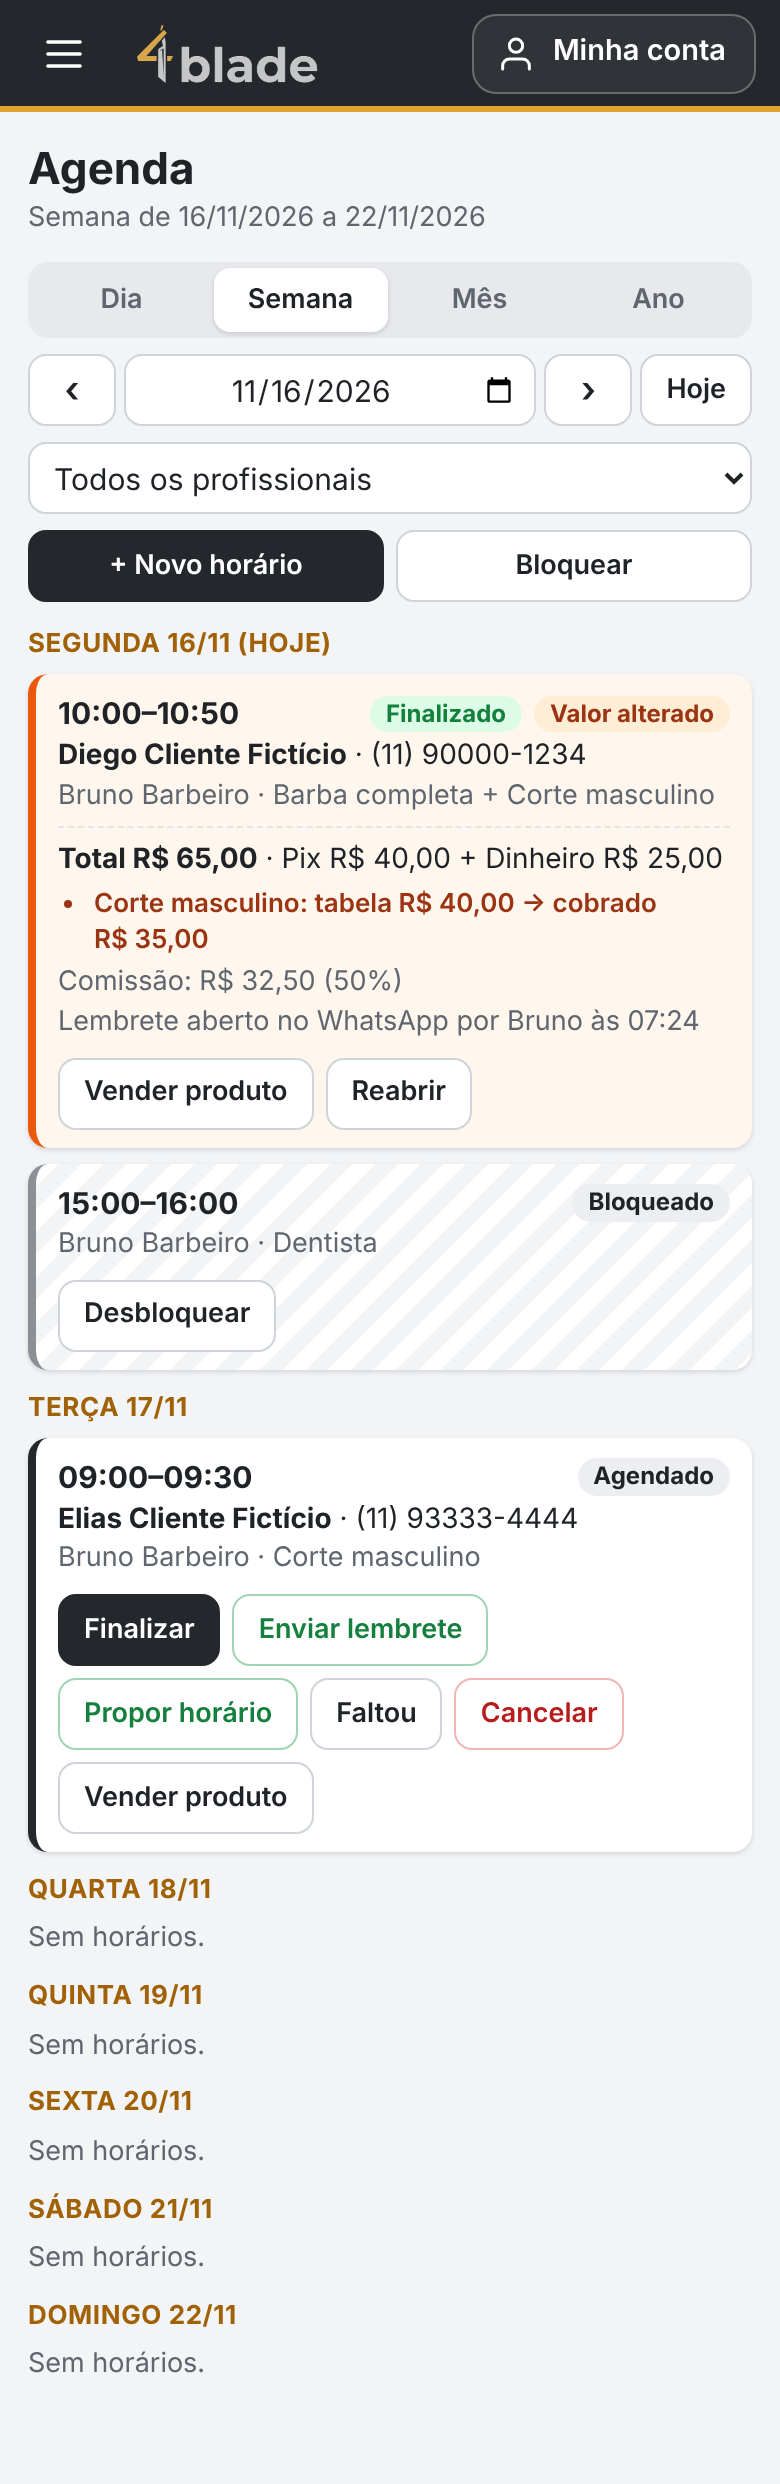 4blade
Minha conta
Agenda
Semana de 16/11/2026 a 22/11/2026
Dia Semana Mês Ano
‹ 11/16/2026 › Hoje
Todos os profissionais
+ Novo horário Bloquear
SEGUNDA 16/11 (HOJE)
10:00–10:50 Finalizado Valor alterado
Diego Cliente Fictício · (11) 90000-1234
Bruno Barbeiro · Barba completa + Corte masculino
Total R$ 65,00 · Pix R$ 40,00 + Dinheiro R$ 25,00
• Corte masculino: tabela R$ 40,00 → cobrado
R$ 35,00
Comissão: R$ 32,50 (50%)
Lembrete aberto no WhatsApp por Bruno às 07:24
Vender produto Reabrir
15:00–16:00 Bloqueado
Bruno Barbeiro · Dentista
Desbloquear
TERÇA 17/11
09:00–09:30 Agendado
Elias Cliente Fictício · (11) 93333-4444
Bruno Barbeiro · Corte masculino
Finalizar Enviar lembrete
Propor horário Faltou Cancelar
Vender produto
QUARTA 18/11
Sem horários.
QUINTA 19/11
Sem horários.
SEXTA 20/11
Sem horários.
SÁBADO 21/11
Sem horários.
DOMINGO 22/11
Sem horários.